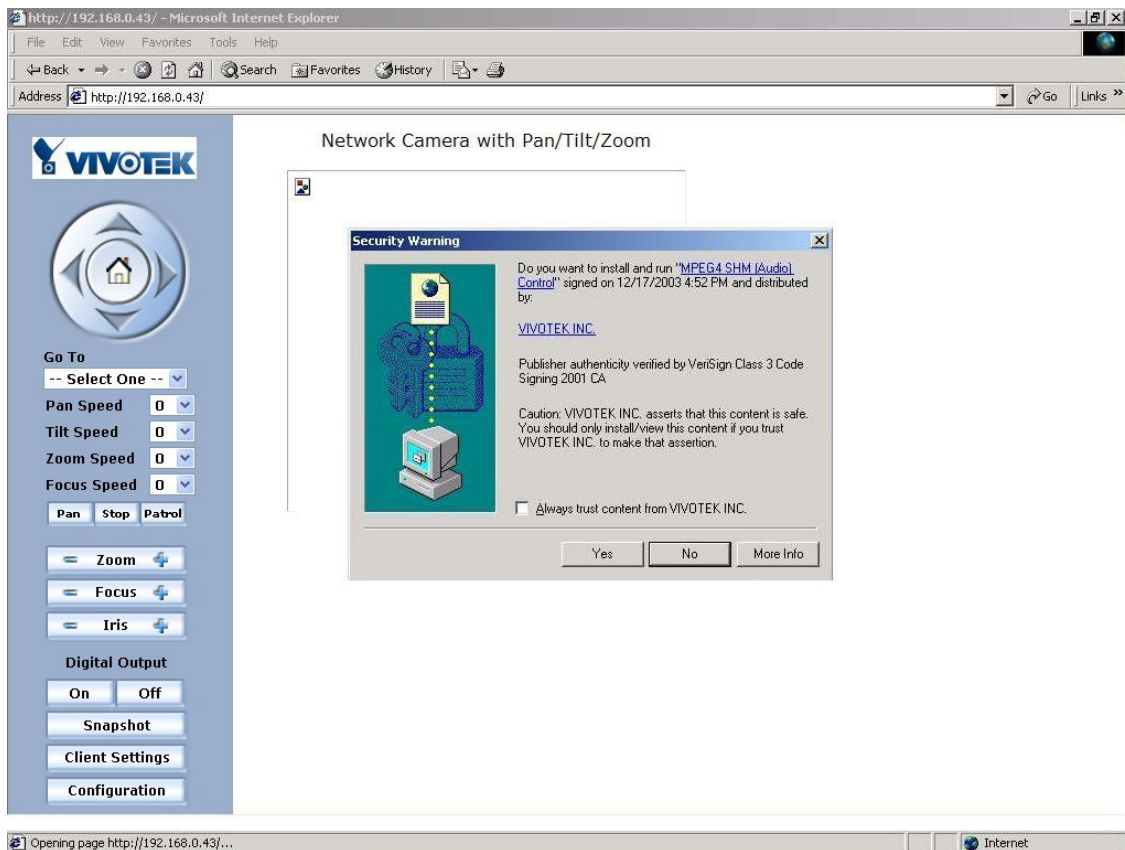 http://192.168.0.43/ - Microsoft Internet Explorer
File Edit View Favorites Tools Help
Back Search Favorites History
Address http://192.168.0.43/ Go Links »
VIVOTEK
Network Camera with Pan/Tilt/Zoom
Go To
-- Select One --
Pan Speed 0
Tilt Speed 0
Zoom Speed 0
Focus Speed 0
Pan Stop Patrol
Zoom
Focus
Iris
Digital Output
On Off
Snapshot
Client Settings
Configuration
Security Warning
Do you want to install and run "MPEG4 SHM (Audio)
Control" signed on 12/17/2003 4:52 PM and distributed
by:
VIVOTEK INC.
Publisher authenticity verified by VeriSign Class 3 Code
Signing 2001 CA
Caution: VIVOTEK INC. asserts that this content is safe.
You should only install/view this content if you trust
VIVOTEK INC. to make that assertion.
Always trust content from VIVOTEK INC.
Yes No More Info
Opening page http://192.168.0.43/... Internet